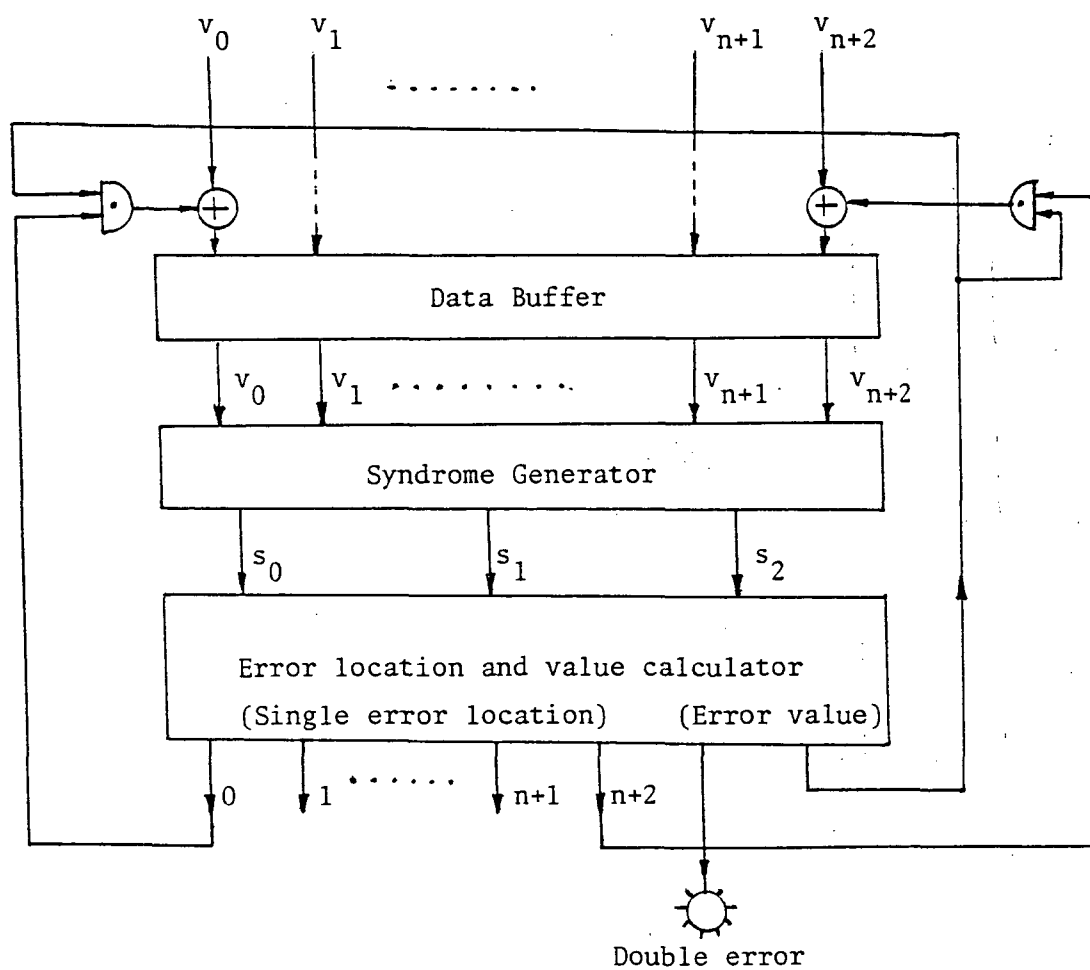 v0 v1 vn+1 vn+2
. . . . . . . .
Data Buffer
v0 v1 . . . . . . . . vn+1 vn+2
Syndrome Generator
s0 s1 s2
Error location and value calculator
(Single error location) (Error value)
0 1 . . . . . . n+1 n+2
Double error